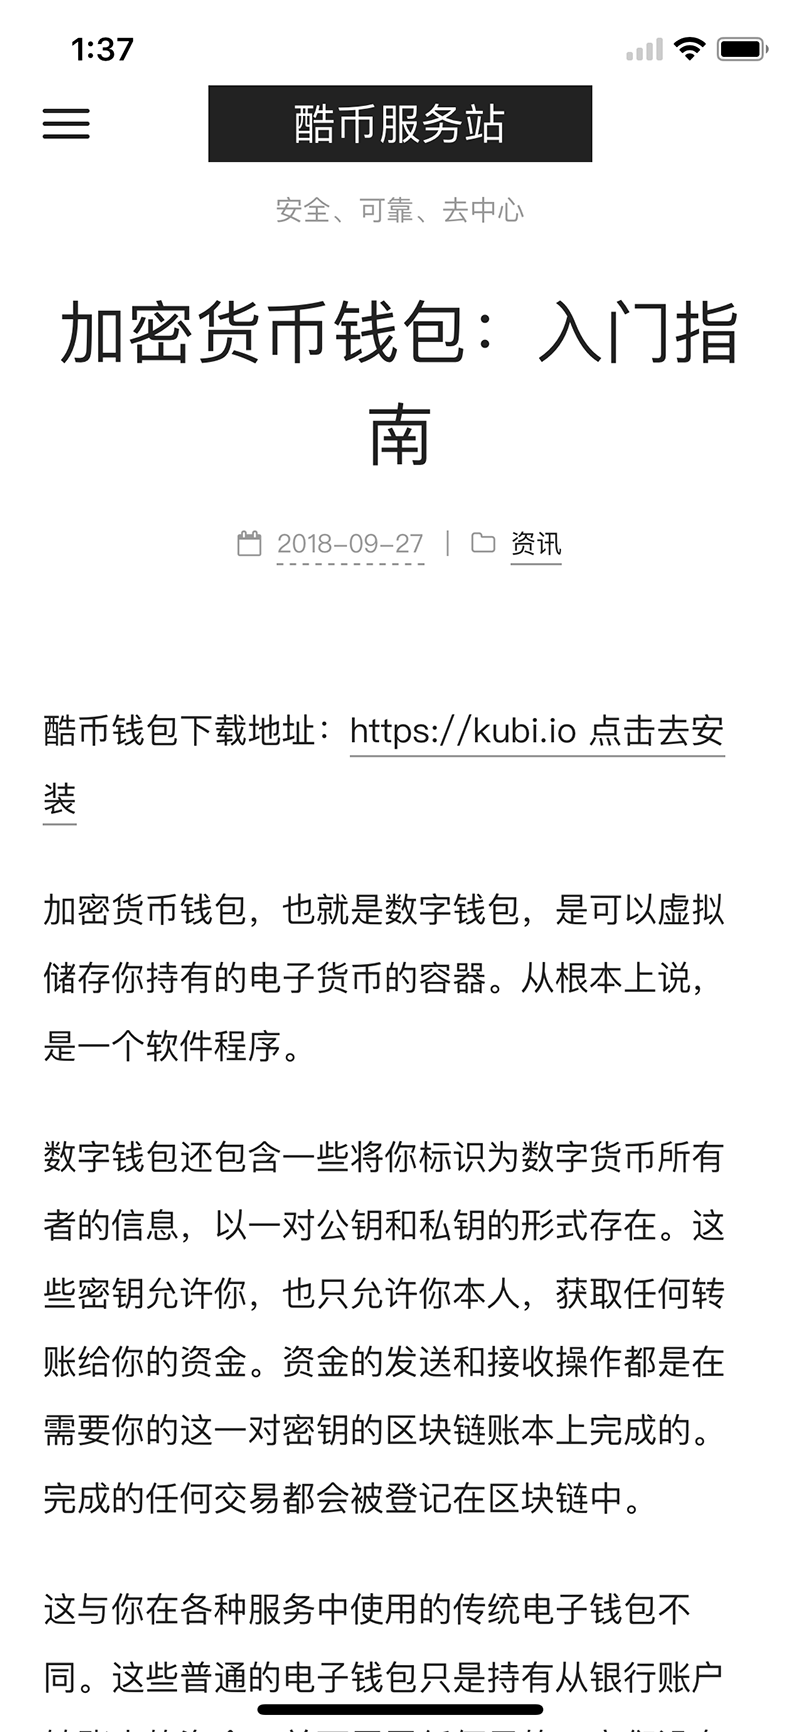 1:37
酷币服务站
安全、可靠、去中心
加密货币钱包：入门指
南
2018-09-27 | 资讯
酷币钱包下载地址：https://kubi.io 点击去安
装
加密货币钱包，也就是数字钱包，是可以虚拟
储存你持有的电子货币的容器。从根本上说，
是一个软件程序。
数字钱包还包含一些将你标识为数字货币所有
者的信息，以一对公钥和私钥的形式存在。这
些密钥允许你，也只允许你本人，获取任何转
账给你的资金。资金的发送和接收操作都是在
需要你的这一对密钥的区块链账本上完成的。
完成的任何交易都会被登记在区块链中。
这与你在各种服务中使用的传统电子钱包不
同。这些普通的电子钱包只是持有从银行账户